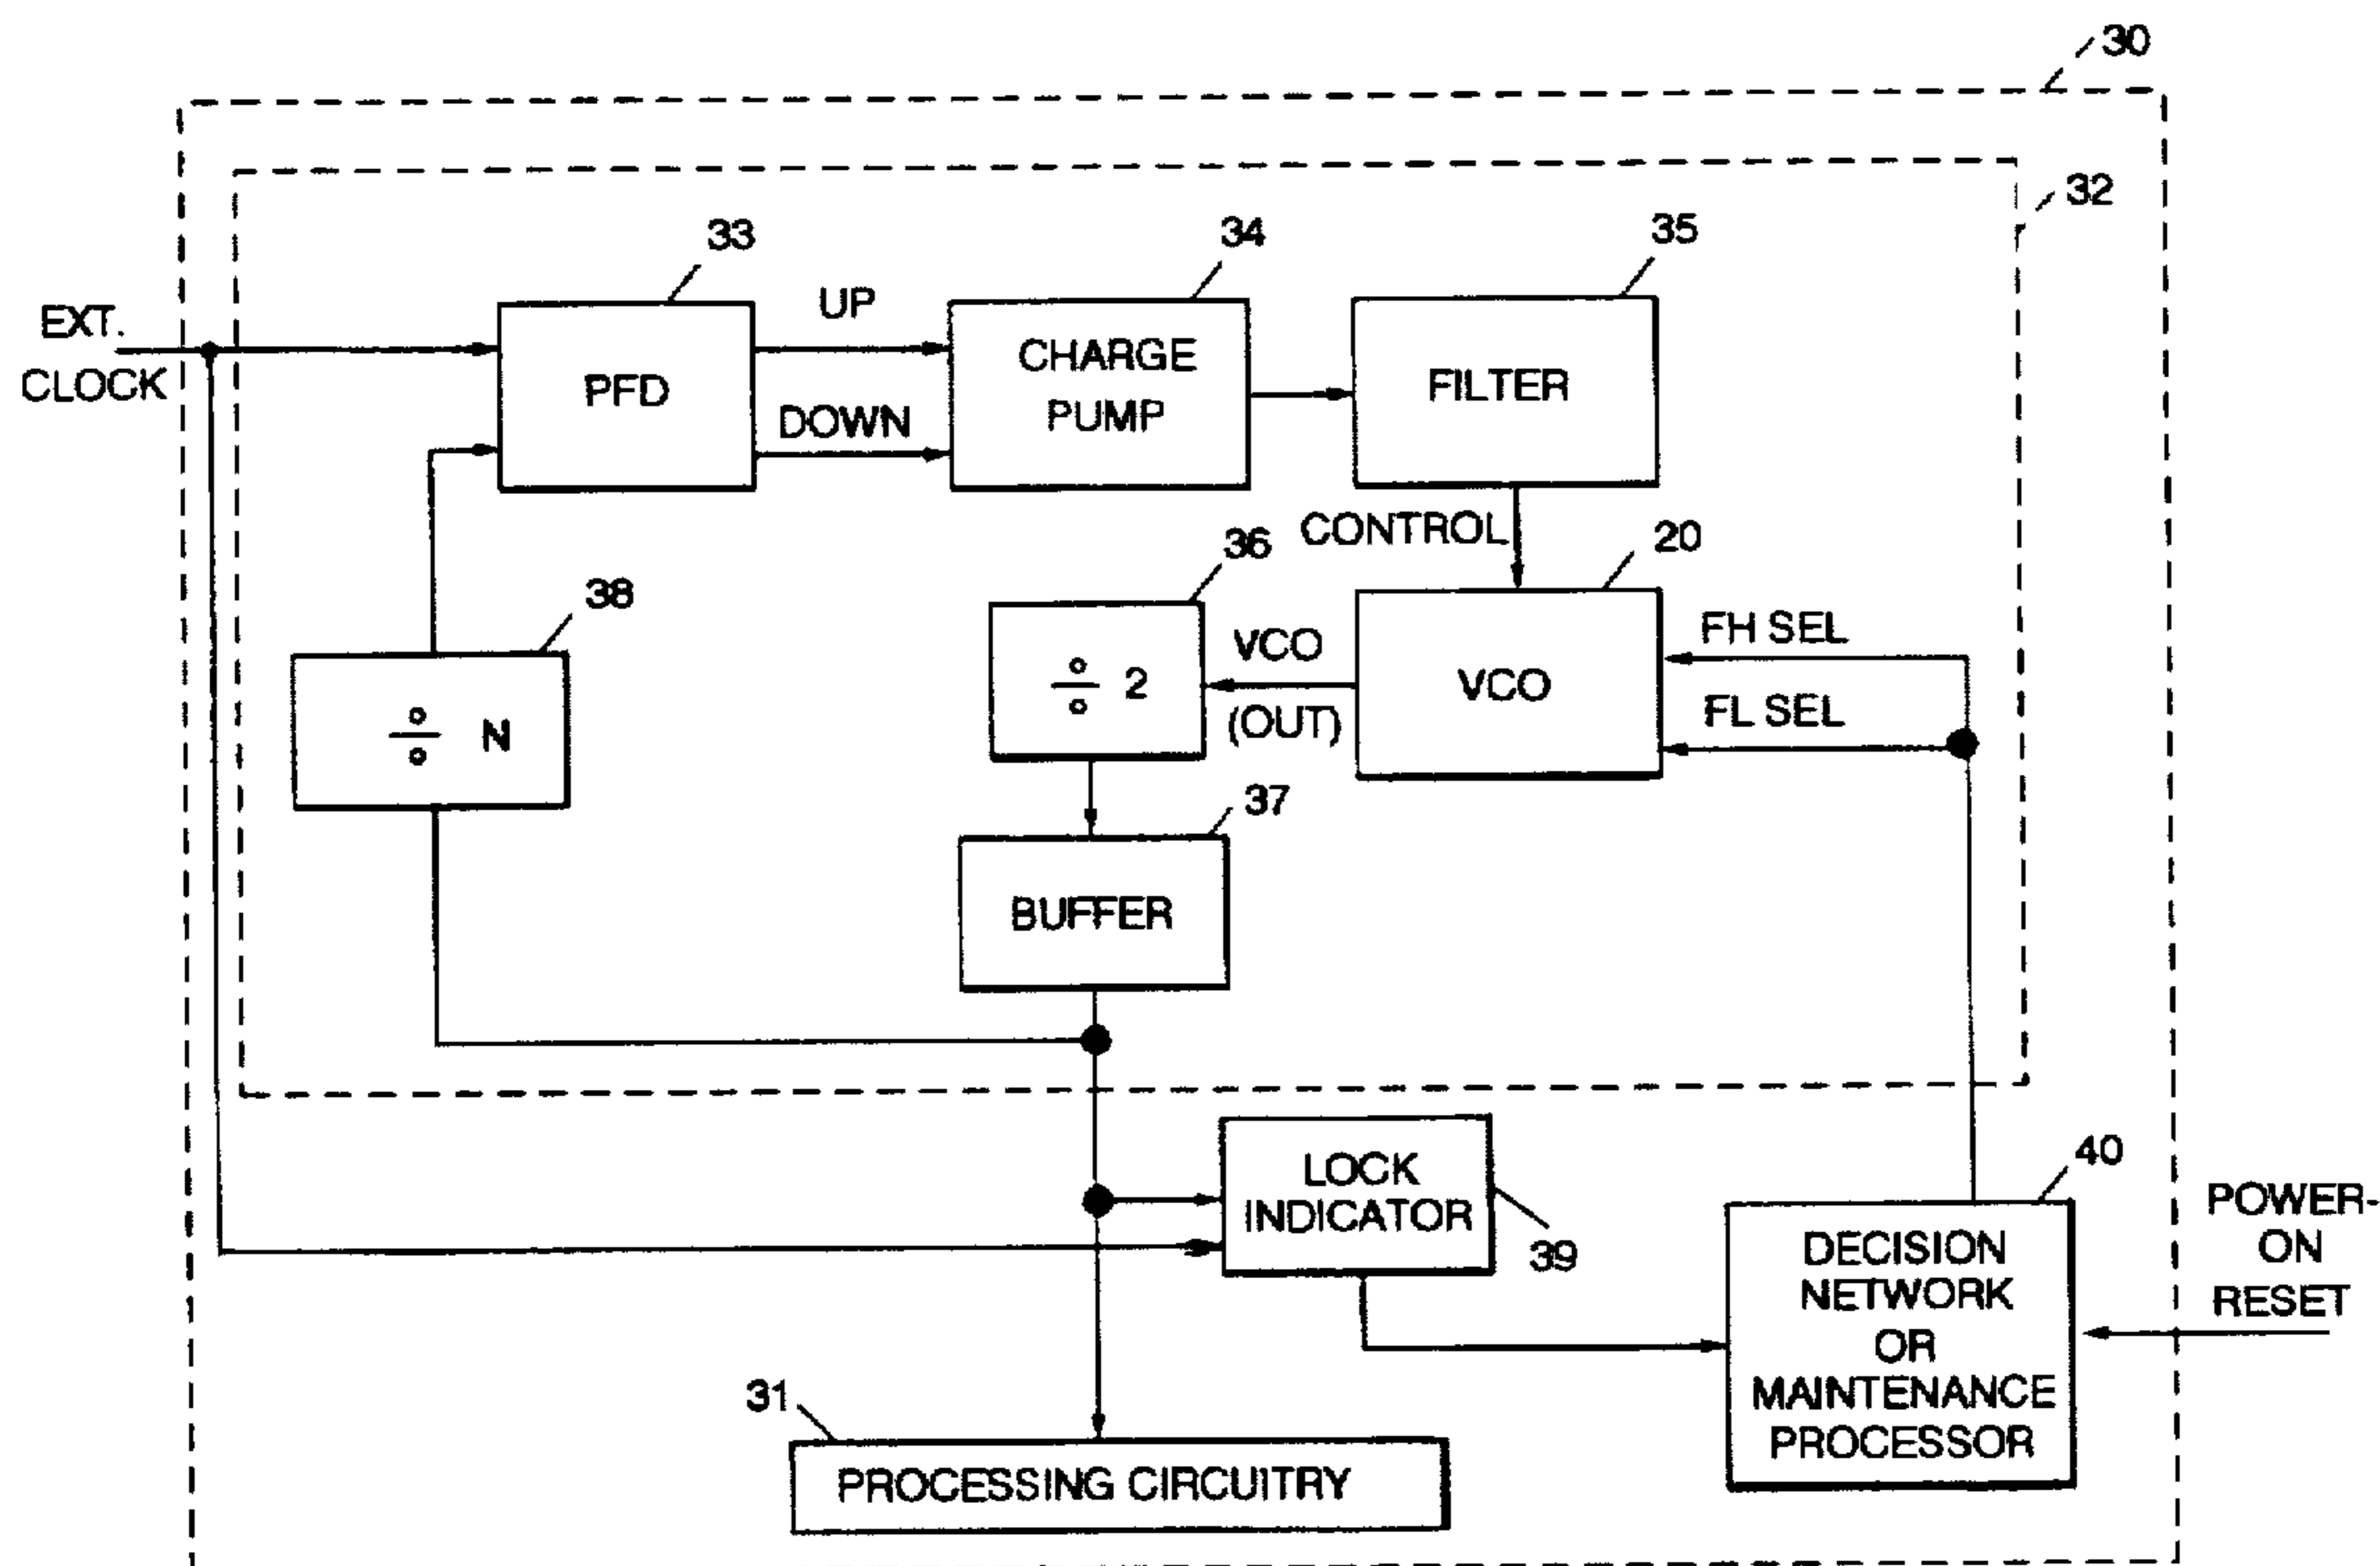 30
32
33
34
35
EXT.
CLOCK
UP
DOWN
PFD
CHARGE
PUMP
FILTER
CONTROL
36
20
38
÷ N
÷ 2
VCO
(OUT)
VCO
FH SEL
FL SEL
37
BUFFER
LOCK
INDICATOR
39
40
DECISION
NETWORK
OR
MAINTENANCE
PROCESSOR
POWER-
ON
RESET
31
PROCESSING CIRCUITRY